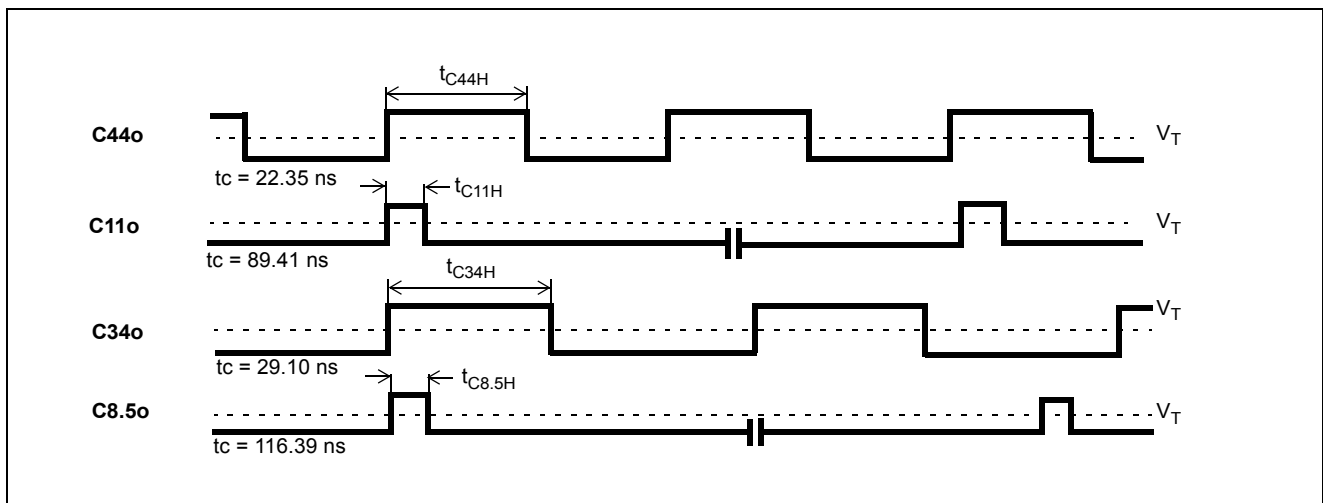 tC44H
C44o
VT
tc = 22.35 ns
tC11H
C11o
VT
tc = 89.41 ns
tC34H
C34o
VT
tc = 29.10 ns
tC8.5H
C8.5o
VT
tc = 116.39 ns